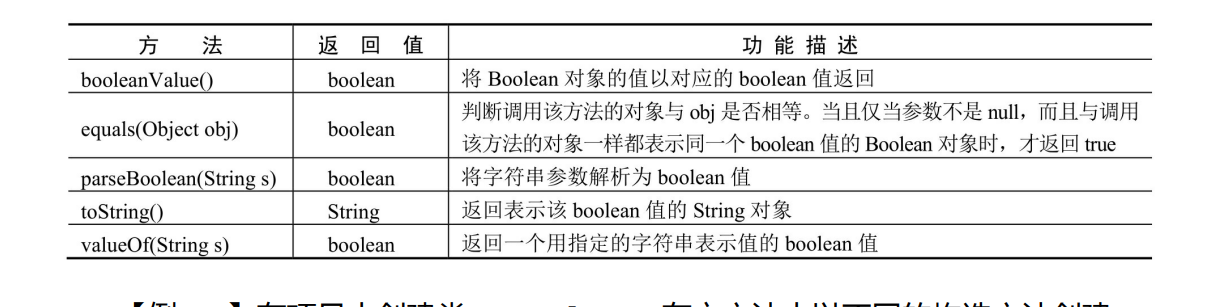 方 法 返 回 值 功 能 描 述
booleanValue() boolean 将 Boolean 对象的值以对应的 boolean 值返回
equals(Object obj) boolean 判断调用该方法的对象与 obj 是否相等。当且仅当参数不是 null，而且与调用
该方法的对象一样都表示同一个 boolean 值的 Boolean 对象时，才返回 true
parseBoolean(String s) boolean 将字符串参数解析为 boolean 值
toString() String 返回表示该 boolean 值的 String 对象
valueOf(String s) boolean 返回一个用指定的字符串表示值的 boolean 值